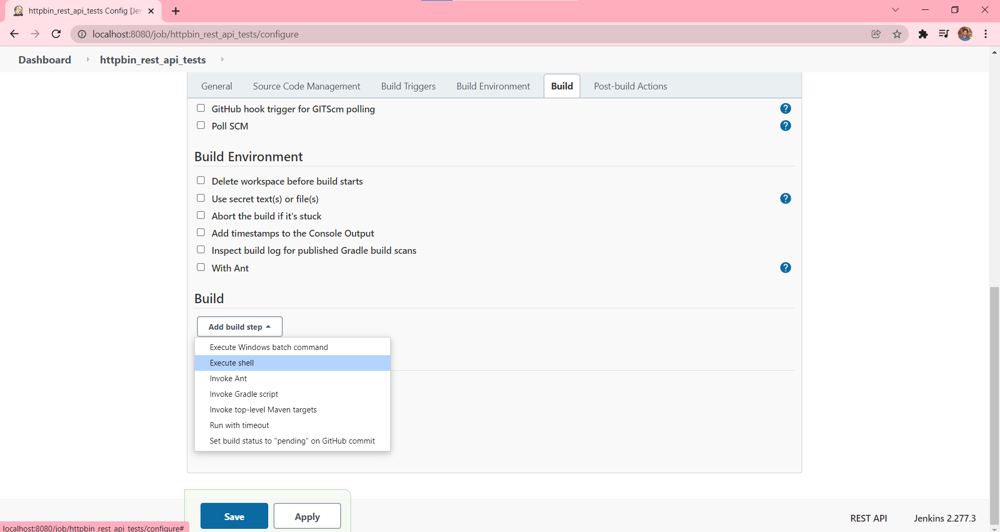 httpbin_rest_api_tests Config [Jen
localhost:8080/job/httpbin_rest_api_tests/configure
Dashboard httpbin_rest_api_tests
General Source Code Management Build Triggers Build Environment Build Post-build Actions
GitHub hook trigger for GITScm polling
Poll SCM
Build Environment
Delete workspace before build starts
Use secret text(s) or file(s)
Abort the build if it's stuck
Add timestamps to the Console Output
Inspect build log for published Gradle build scans
With Ant
Build
Add build step
Execute Windows batch command
Execute shell
Invoke Ant
Invoke Gradle script
Invoke top-level Maven targets
Run with timeout
Set build status to "pending" on GitHub commit
Save Apply
REST API Jenkins 2.277.3
localhost:8080/job/httpbin_rest_api_tests/configure#